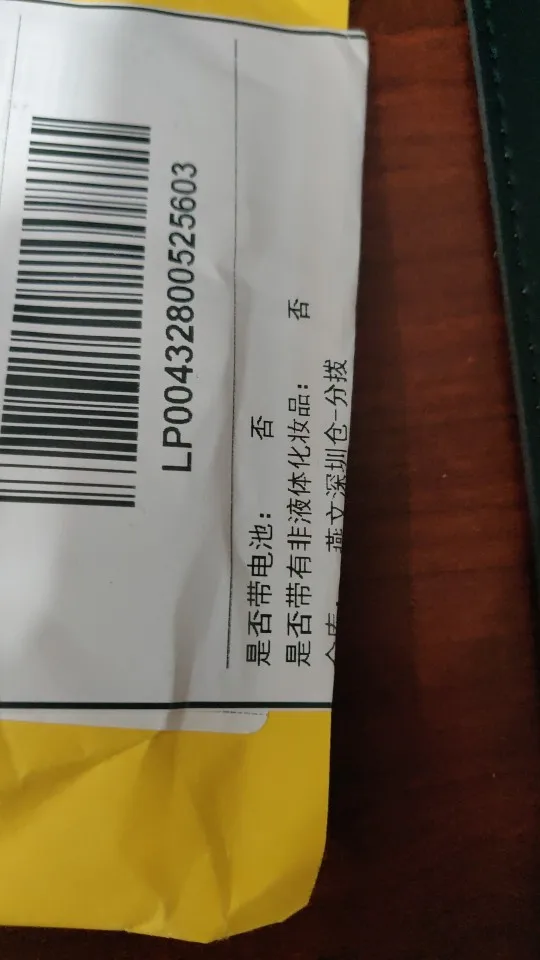 LP00432800525603
是否带电池： 否
是否带有非液体化妆品： 否
燕文深圳仓-分拨